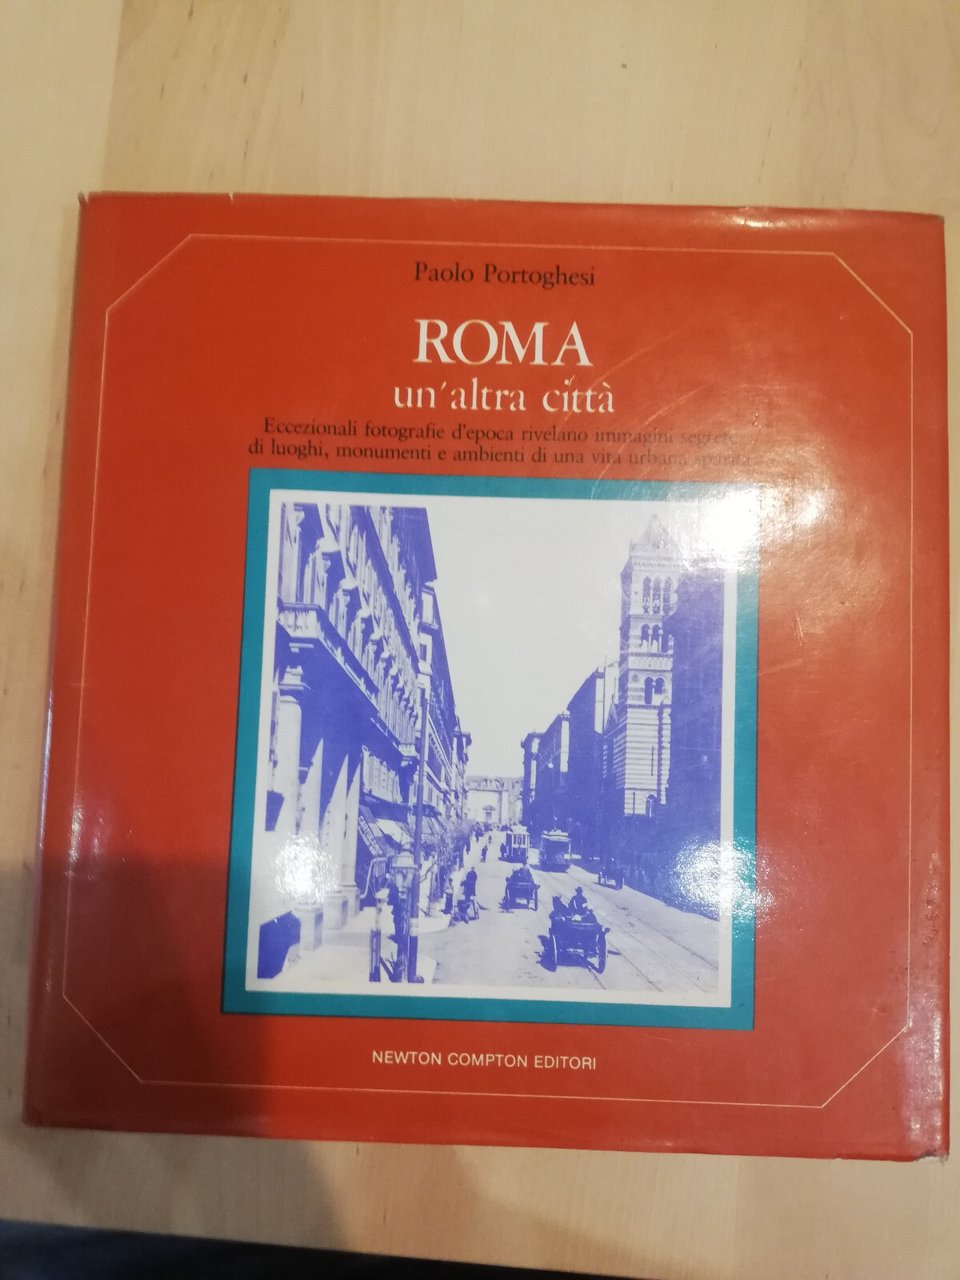 Paolo Portoghesi
ROMA
un'altra città
Eccezionali fotografie d'epoca rivelano immagini segrete
di luoghi, monumenti e ambienti di una vita urbana sparita
NEWTON COMPTON EDITORI